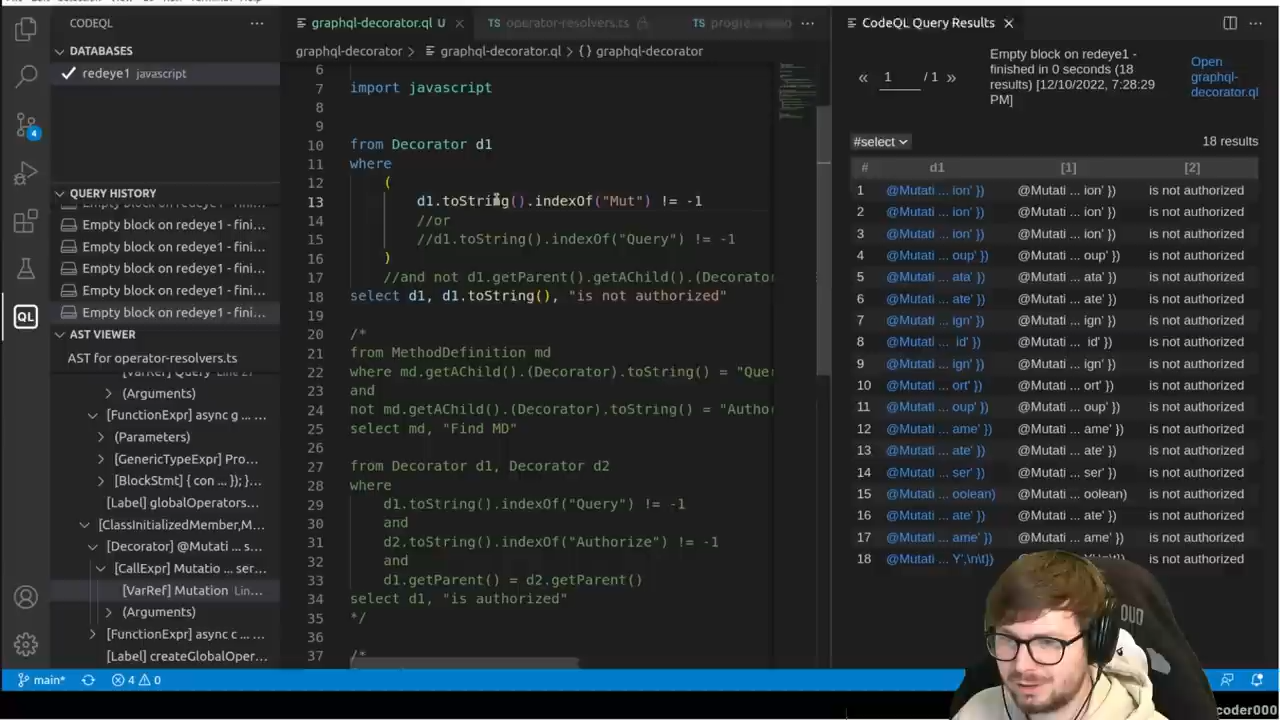 CODEQL
DATABASES
redeye1 javascript
QUERY HISTORY
Empty block on redeye1 - fini...
Empty block on redeye1 - fini...
Empty block on redeye1 - fini...
Empty block on redeye1 - fini...
Empty block on redeye1 - fini...
AST VIEWER
AST for operator-resolvers.ts
[VarRef] Query Line 21
(Arguments)
[FunctionExpr] async g ...
(Parameters)
[GenericTypeExpr] Pro...
[BlockStmt] { con ... }); }...
[Label] globalOperators...
[ClassInitializedMember,M...
[Decorator] @Mutati ... s...
[CallExpr] Mutatio ... ser...
[VarRef] Mutation Lin...
(Arguments)
[FunctionExpr] async c ...
[Label] createGlobalOper...
graphql-decorator.ql U
TS operator-resolvers.ts
TS
graphql-decorator > graphql-decorator.ql > {} graphql-decorator
6
7 import javascript
8
9
10 from Decorator d1
11 where
12 (
13 d1.toString().indexOf("Mut") != -1
14 //or
15 //d1.toString().indexOf("Query") != -1
16 )
17 //and not d1.getParent().getAChild().(Decorator
18 select d1, d1.toString(), "is not authorized"
19
20 /*
21 from MethodDefinition md
22 where md.getAChild().(Decorator).toString() = "Que
23 and
24 not md.getAChild().(Decorator).toString() = "Autho
25 select md, "Find MD"
26
27 from Decorator d1, Decorator d2
28 where
29 d1.toString().indexOf("Query") != -1
30 and
31 d2.toString().indexOf("Authorize") != -1
32 and
33 d1.getParent() = d2.getParent()
34 select d1, "is authorized"
35 */
36
37 /*
CodeQL Query Results
« 1 / 1 »
Empty block on redeye1 -
finished in 0 seconds (18
results) [12/10/2022, 7:28:29
PM]
Open
graphql-
decorator.ql
#select
18 results
# d1 [1] [2]
1 @Mutati ... ion' }) @Mutati ... ion' }) is not authorized
2 @Mutati ... ion' }) @Mutati ... ion' }) is not authorized
3 @Mutati ... ion' }) @Mutati ... ion' }) is not authorized
4 @Mutati ... oup' }) @Mutati ... oup' }) is not authorized
5 @Mutati ... ata' }) @Mutati ... ata' }) is not authorized
6 @Mutati ... ate' }) @Mutati ... ate' }) is not authorized
7 @Mutati ... ign' }) @Mutati ... ign' }) is not authorized
8 @Mutati ... id' }) @Mutati ... id' }) is not authorized
9 @Mutati ... ign' }) @Mutati ... ign' }) is not authorized
10 @Mutati ... ort' }) @Mutati ... ort' }) is not authorized
11 @Mutati ... oup' }) @Mutati ... oup' }) is not authorized
12 @Mutati ... ame' }) @Mutati ... ame' }) is not authorized
13 @Mutati ... ate' }) @Mutati ... ate' }) is not authorized
14 @Mutati ... ser' }) @Mutati ... ser' }) is not authorized
15 @Mutati ... oolean) @Mutati ... oolean) is not authorized
16 @Mutati ... ate' }) @Mutati ... ate' }) is not authorized
17 @Mutati ... ame' }) @Mutati ... ame' }) is not authorized
18 @Mutati ... Y',\n\t}) @Mutati ... Y',\n\t}) is not authorized
4
QL
main* 4 0
coder000